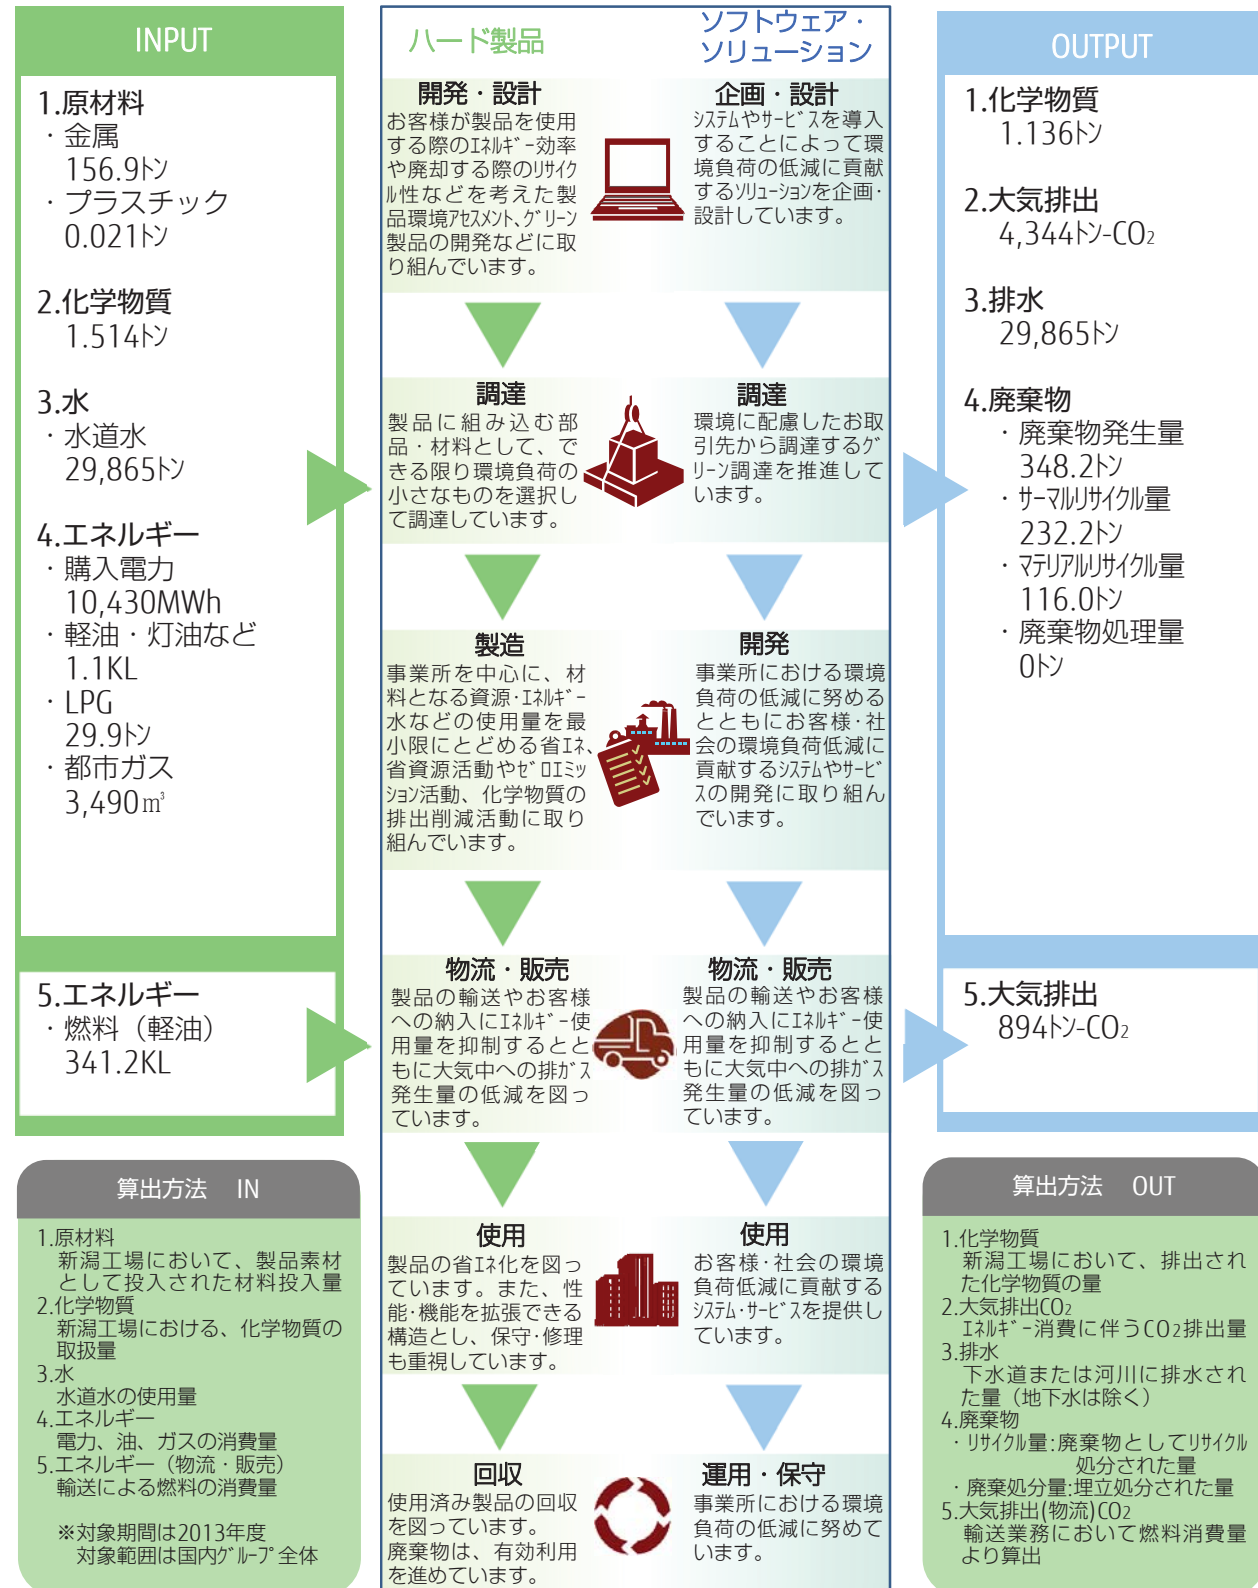 INPUT
1.原材料
・金属
156.9トン
・プラスチック
0.021トン
2.化学物質
1.514トン
3.水
・水道水
29,865トン
4.エネルギー
・購入電力
10,430MWh
・軽油・灯油など
1.1KL
・LPG
29.9トン
・都市ガス
3,490㎥
5.エネルギー
・燃料（軽油）
341.2KL
算出方法　IN
1.原材料
新潟工場において、製品素材
として投入された材料投入量
2.化学物質
新潟工場における、化学物質の
取扱量
3.水
水道水の使用量
4.エネルギー
電力、油、ガスの消費量
5.エネルギー（物流・販売）
輸送による燃料の消費量
※対象期間は2013年度
対象範囲は国内ｸﾞﾙｰﾌﾟ全体
ハード製品
開発・設計
お客様が製品を使用
する際のｴﾈﾙｷﾞｰ効率
や廃却する際のﾘｻｲｸ
ﾙ性などを考えた製
品環境ｱｾｽﾒﾝﾄ、ｸﾞﾘｰﾝ
製品の開発などに取
り組んでいます。
調達
製品に組み込む部
品・材料として、で
きる限り環境負荷の
小さなものを選択し
て調達しています。
製造
事業所を中心に、材
料となる資源･ｴﾈﾙｷﾞｰ
水などの使用量を最
小限にとどめる省ｴﾈ、
省資源活動やｾﾞﾛｴﾐｯ
ｼｮﾝ活動、化学物質の
排出削減活動に取り
組んでいます。
物流・販売
製品の輸送やお客様
への納入にｴﾈﾙｷﾞｰ使
用量を抑制するとと
もに大気中への排ｶﾞｽ
発生量の低減を図っ
ています。
使用
製品の省ｴﾈ化を図っ
ています。また、性
能･機能を拡張できる
構造とし、保守･修理
も重視しています。
回収
使用済み製品の回収
を図っています。
廃棄物は、有効利用
を進めています。
ソフトウェア・
ソリューション
企画・設計
ｼｽﾃﾑやｻｰﾋﾞｽを導入
することによって環
境負荷の低減に貢献
するｿﾘｭｰｼｮﾝを企画･
設計しています。
調達
環境に配慮したお取
引先から調達するｸﾞ
ﾘｰﾝ調達を推進して
います。
開発
事業所における環境
負荷の低減に努める
とともにお客様･社
会の環境負荷低減に
貢献するｼｽﾃﾑやｻｰﾋﾞ
ｽの開発に取り組ん
でいます。
物流・販売
製品の輸送やお客様
への納入にｴﾈﾙｷﾞｰ使
用量を抑制するとと
もに大気中への排ｶﾞｽ
発生量の低減を図っ
ています。
使用
お客様･社会の環境
負荷低減に貢献する
ｼｽﾃﾑ･ｻｰﾋﾞｽを提供し
ています。
運用・保守
事業所における環境
負荷の低減に努めて
います。
OUTPUT
1.化学物質
1.136トン
2.大気排出
4,344トン-CO₂
3.排水
29,865トン
4.廃棄物
・廃棄物発生量
348.2トン
・ｻｰﾏﾙﾘｻｲｸﾙ量
232.2トン
・ﾏﾃﾘｱﾙﾘｻｲｸﾙ量
116.0トン
・廃棄物処理量
0トン
5.大気排出
894トン-CO₂
算出方法　OUT
1.化学物質
新潟工場において、排出され
た化学物質の量
2.大気排出CO₂
ｴﾈﾙｷﾞｰ消費に伴うCO₂排出量
3.排水
下水道または河川に排水され
た量（地下水は除く）
4.廃棄物
・ﾘｻｲｸﾙ量:廃棄物としてﾘｻｲｸﾙ
処分された量
・廃棄処分量:埋立処分された量
5.大気排出(物流)CO₂
輸送業務において燃料消費量
より算出